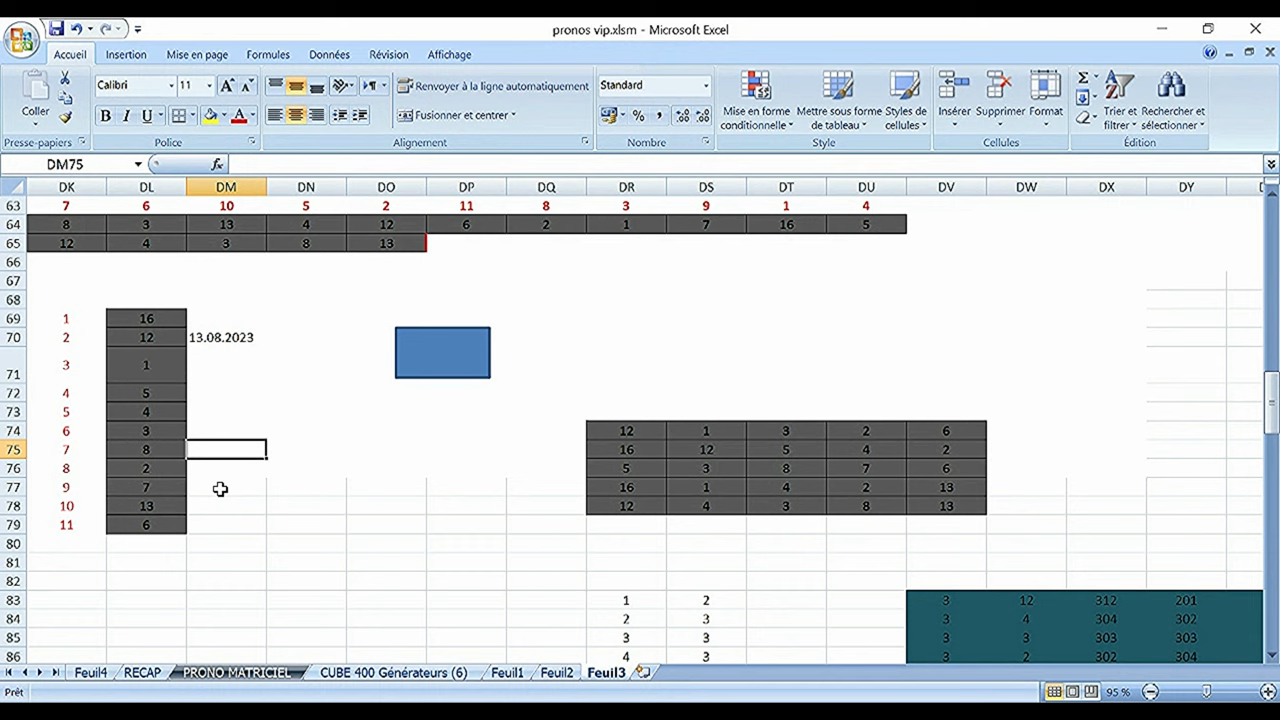 pronos vip.xlsm - Microsoft Excel
Accueil Insertion Mise en page Formules Données Révision Affichage
Calibri 11 Renvoyer à la ligne automatiquement Standard
Coller G I S Fusionner et centrer % Mise en forme conditionnelle Mettre sous forme de tableau Styles de cellules Insérer Supprimer Format Trier et filtrer Rechercher et sélectionner
Presse-papiers Police Alignement Nombre Style Cellules Édition
DM75 fx
DK DL DM DN DO DP DQ DR DS DT DU DV DW DX DY
63 7 6 10 5 2 11 8 3 9 1 4
64 8 3 13 4 12 6 2 1 7 16 5
65 12 4 3 8 13
66
67
68
69 1 16
70 2 12 13.08.2023
71 3 1
72 4 5
73 5 4
74 6 3 12 1 3 2 6
75 7 8 16 12 5 4 2
76 8 2 5 3 8 7 6
77 9 7 16 1 4 2 13
78 10 13 12 4 3 8 13
79 11 6
80
81
82
83 1 2 3 12 312 201
84 2 3 3 4 304 302
85 3 3 3 3 303 303
86 4 3 3 2 302 304
Feuil4 RECAP PRONO MATRICIEL CUBE 400 Générateurs (6) Feuil1 Feuil2 Feuil3
Prêt 95 %